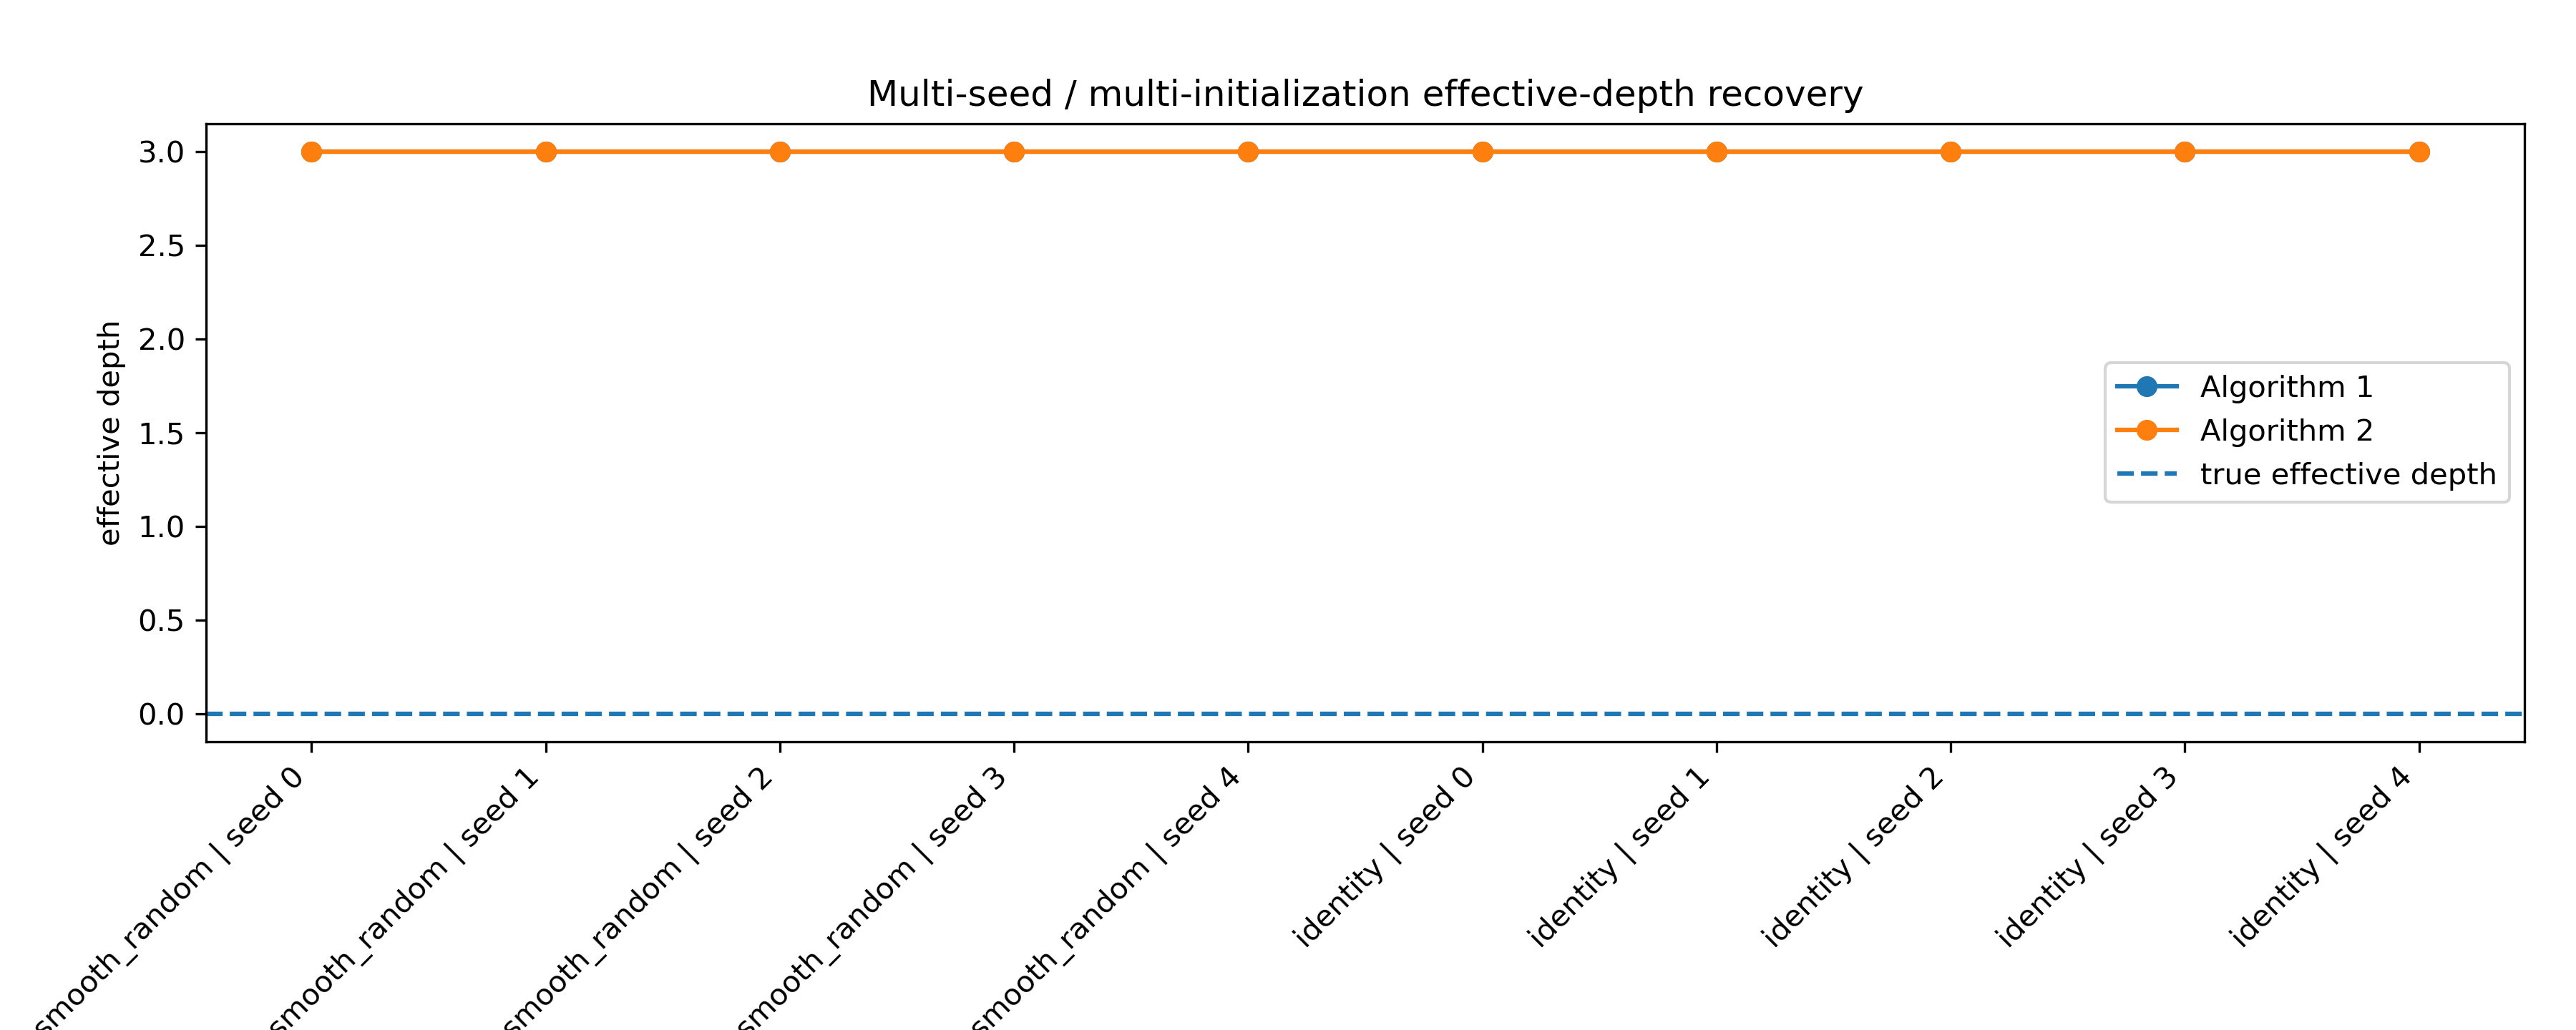 Multi-seed / multi-initialization effective-depth recovery
effective depth
3.0
2.5
2.0
1.5
1.0
0.5
0.0
Algorithm 1
Algorithm 2
true effective depth
smooth_random | seed 0
smooth_random | seed 1
smooth_random | seed 2
smooth_random | seed 3
smooth_random | seed 4
identity | seed 0
identity | seed 1
identity | seed 2
identity | seed 3
identity | seed 4